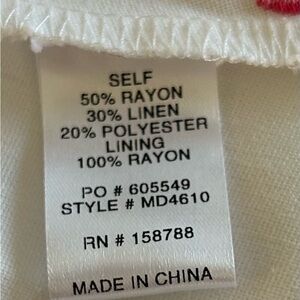 SELF
50% RAYON
30% LINEN
20% POLYESTER
LINING
100% RAYON
PO # 605549
STYLE # MD4610
RN # 158788
MADE IN CHINA